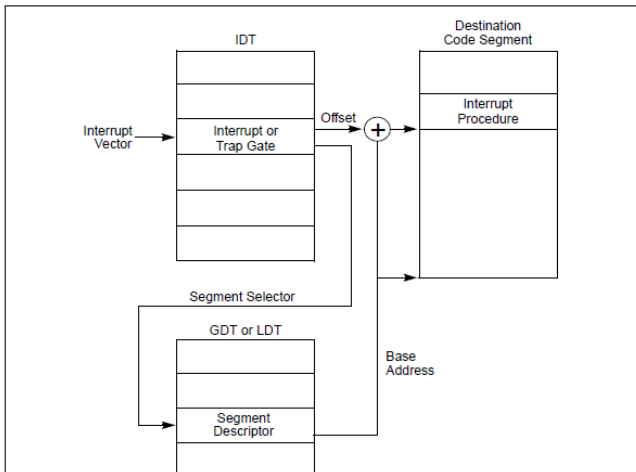 IDT
Destination
Code Segment
Interrupt
Vector
Interrupt or
Trap Gate
Offset
+
Interrupt
Procedure
Segment Selector
GDT or LDT
Segment
Descriptor
Base
Address